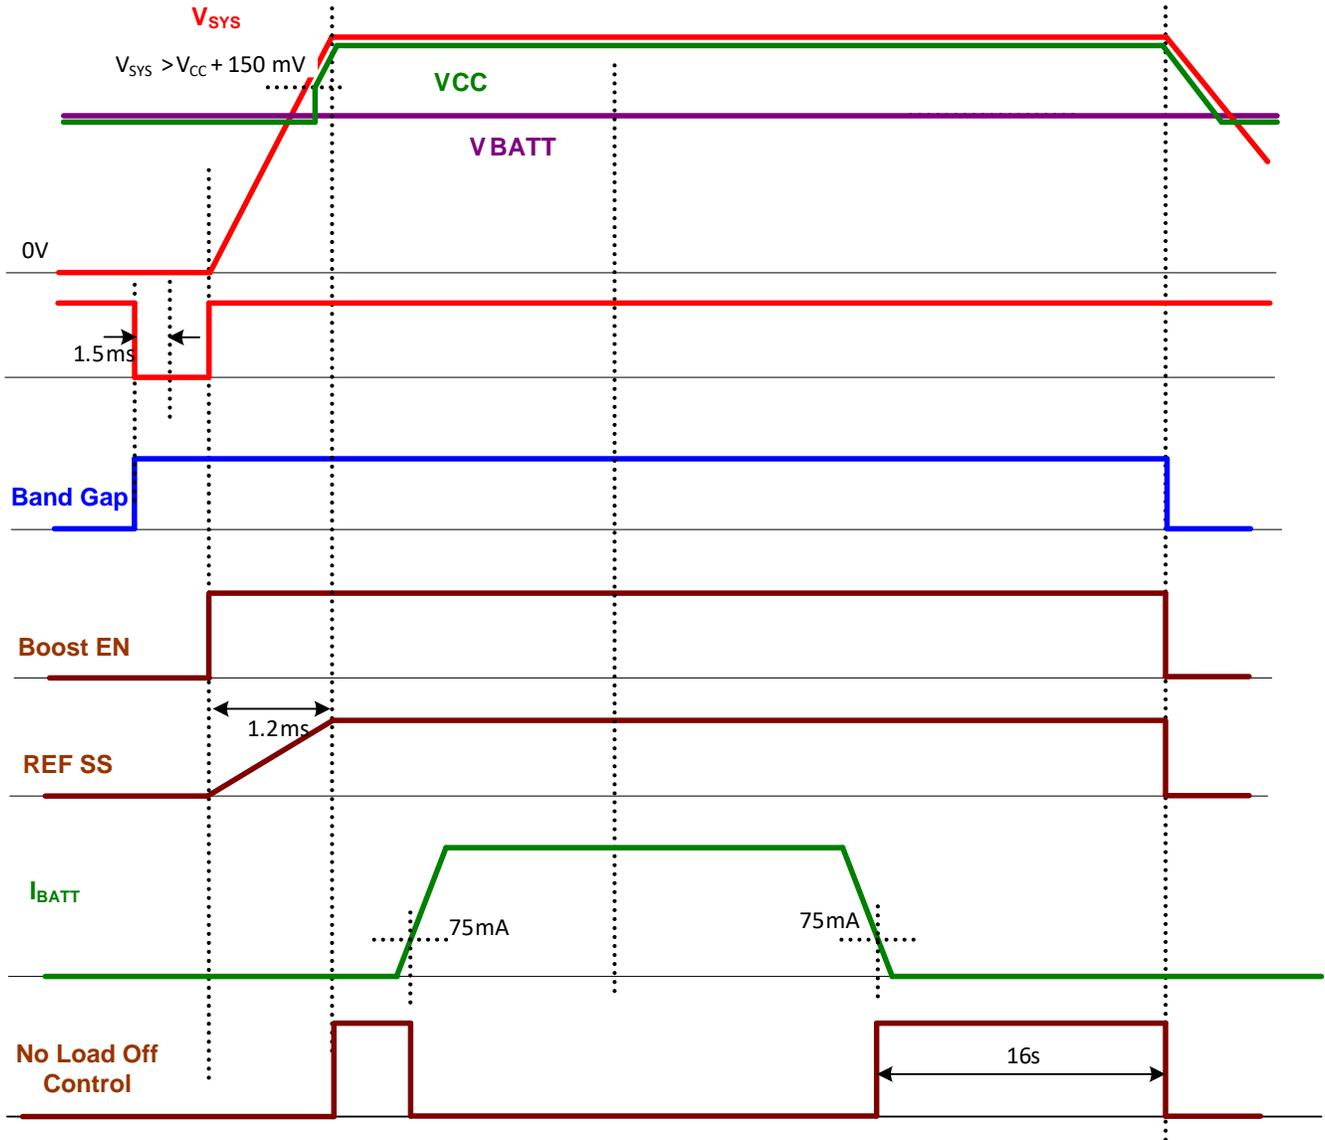 VSYS
VSYS >VCC + 150 mV
VCC
VBATT
0V
1.5ms
Band Gap
Boost EN
1.2ms
REF SS
IBATT
75mA
75mA
No Load Off
Control
16s